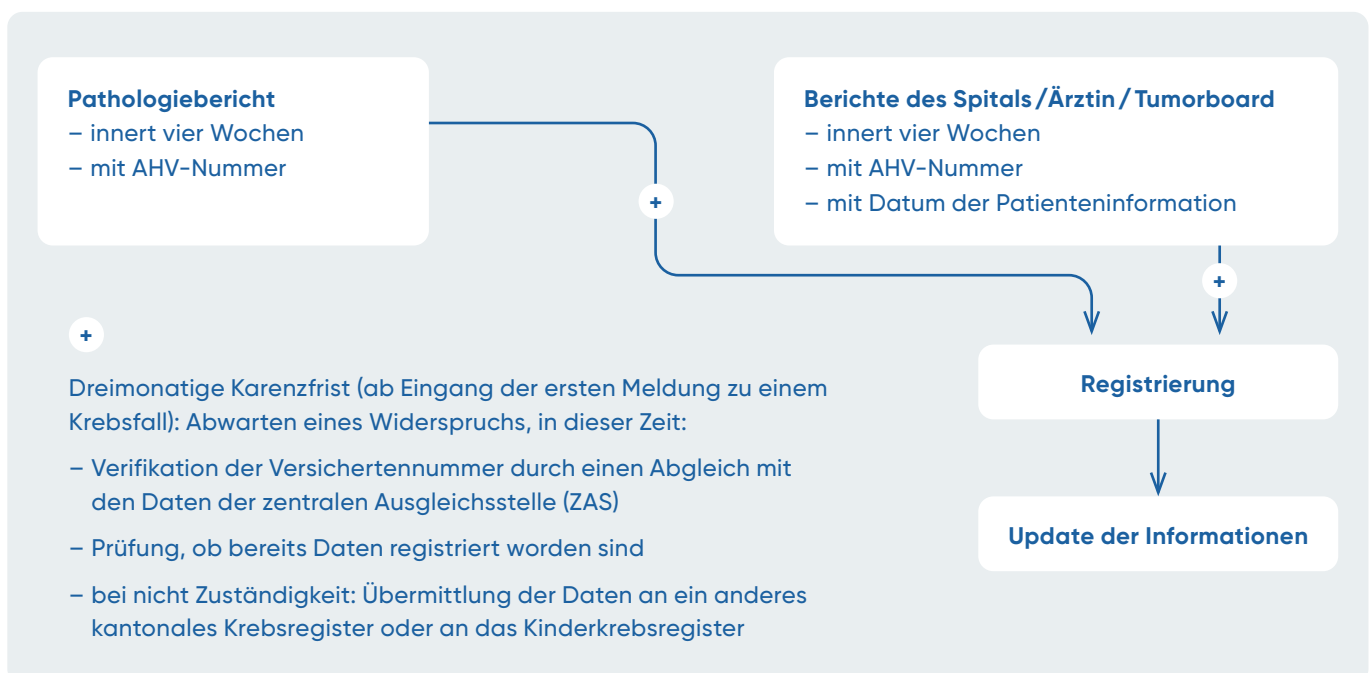 Pathologiebericht
– innert vier Wochen
– mit AHV-Nummer
Berichte des Spitals/Ärztin/Tumorboard
– innert vier Wochen
– mit AHV-Nummer
– mit Datum der Patienteninformation
+
+
+
Dreimonatige Karenzfrist (ab Eingang der ersten Meldung zu einem
Krebsfall): Abwarten eines Widerspruchs, in dieser Zeit:
– Verifikation der Versichertennummer durch einen Abgleich mit
den Daten der zentralen Ausgleichsstelle (ZAS)
– Prüfung, ob bereits Daten registriert worden sind
– bei nicht Zuständigkeit: Übermittlung der Daten an ein anderes
kantonales Krebsregister oder an das Kinderkrebsregister
Registrierung
Update der Informationen